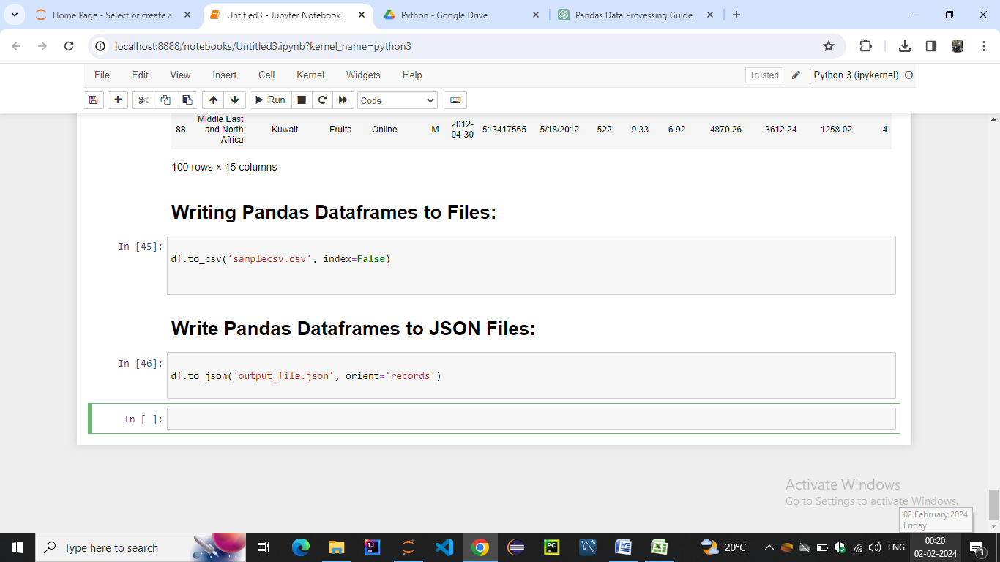 Home Page - Select or create a
Untitled3 - Jupyter Notebook
Python - Google Drive
Pandas Data Processing Guide
localhost:8888/notebooks/Untitled3.ipynb?kernel_name=python3
File Edit View Insert Cell Kernel Widgets Help
Trusted
Python 3 (ipykernel)
Run
Code
88 Middle East and North Africa Kuwait Fruits Online M 2012-04-30 513417565 5/18/2012 522 9.33 6.92 4870.26 3612.24 1258.02 4
100 rows × 15 columns
Writing Pandas Dataframes to Files:
In [45]:
df.to_csv('samplecsv.csv', index=False)
Write Pandas Dataframes to JSON Files:
In [46]:
df.to_json('output_file.json', orient='records')
In [ ]:
Activate Windows
Go to Settings to activate Windows.
02 February 2024
Friday
Type here to search
20°C
ENG
00:20
02-02-2024
3